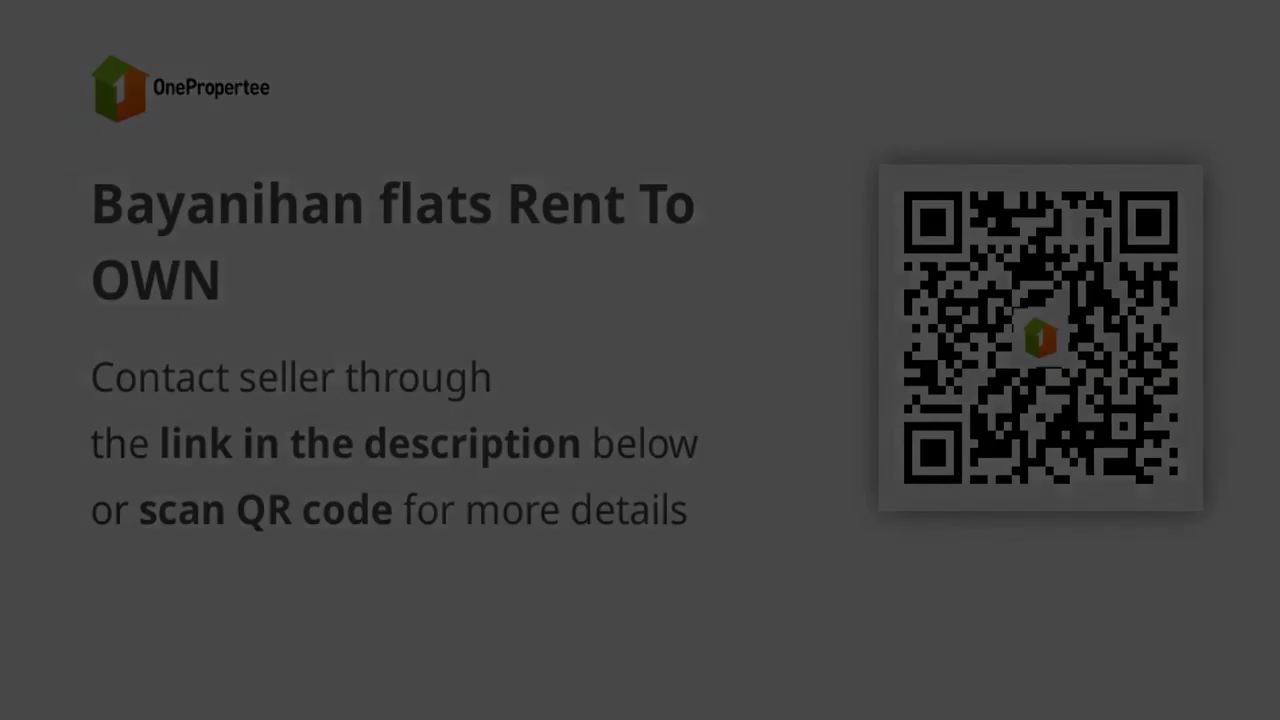 OnePropertee
Bayanihan flats Rent To
OWN
Contact seller through
the link in the description below
or scan QR code for more details